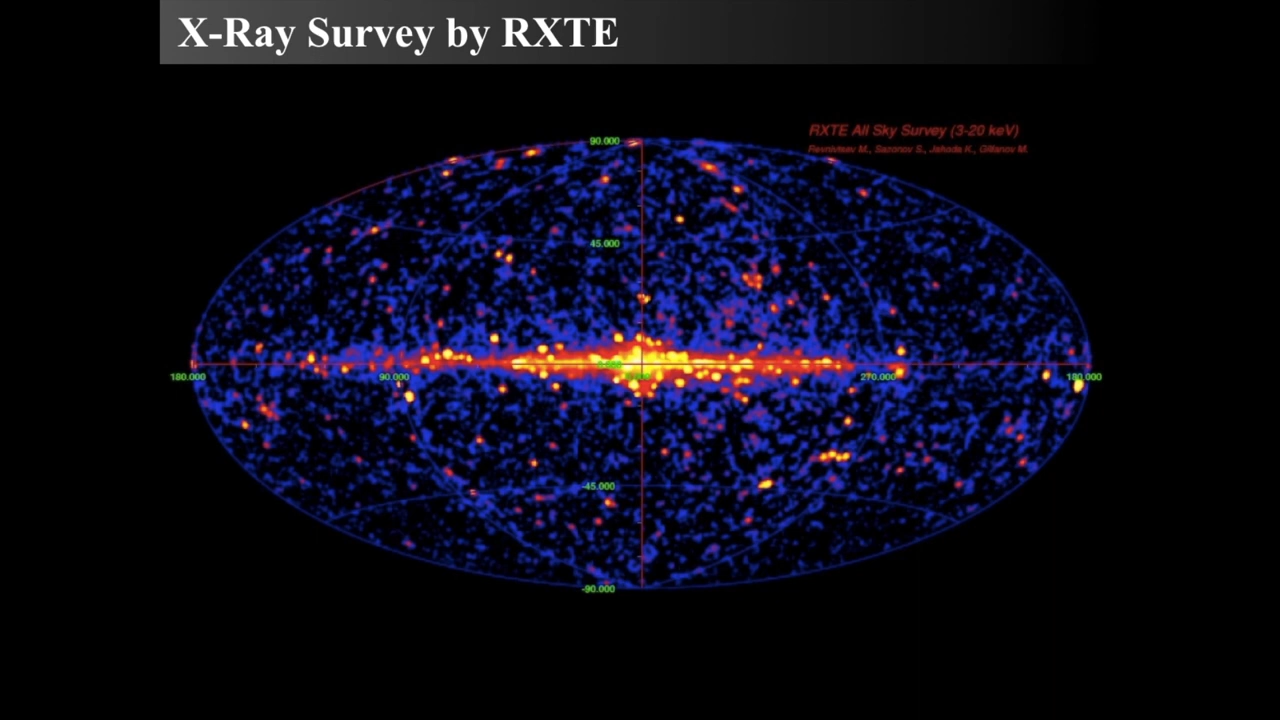 X-Ray Survey by RXTE
RXTE All Sky Survey (3-20 keV)
Revnivtsev M., Sazonov S., Jahoda K., Gilfanov M.
90.000
45.000
180.000
90.000
270.000
180.000
-45.000
-90.000